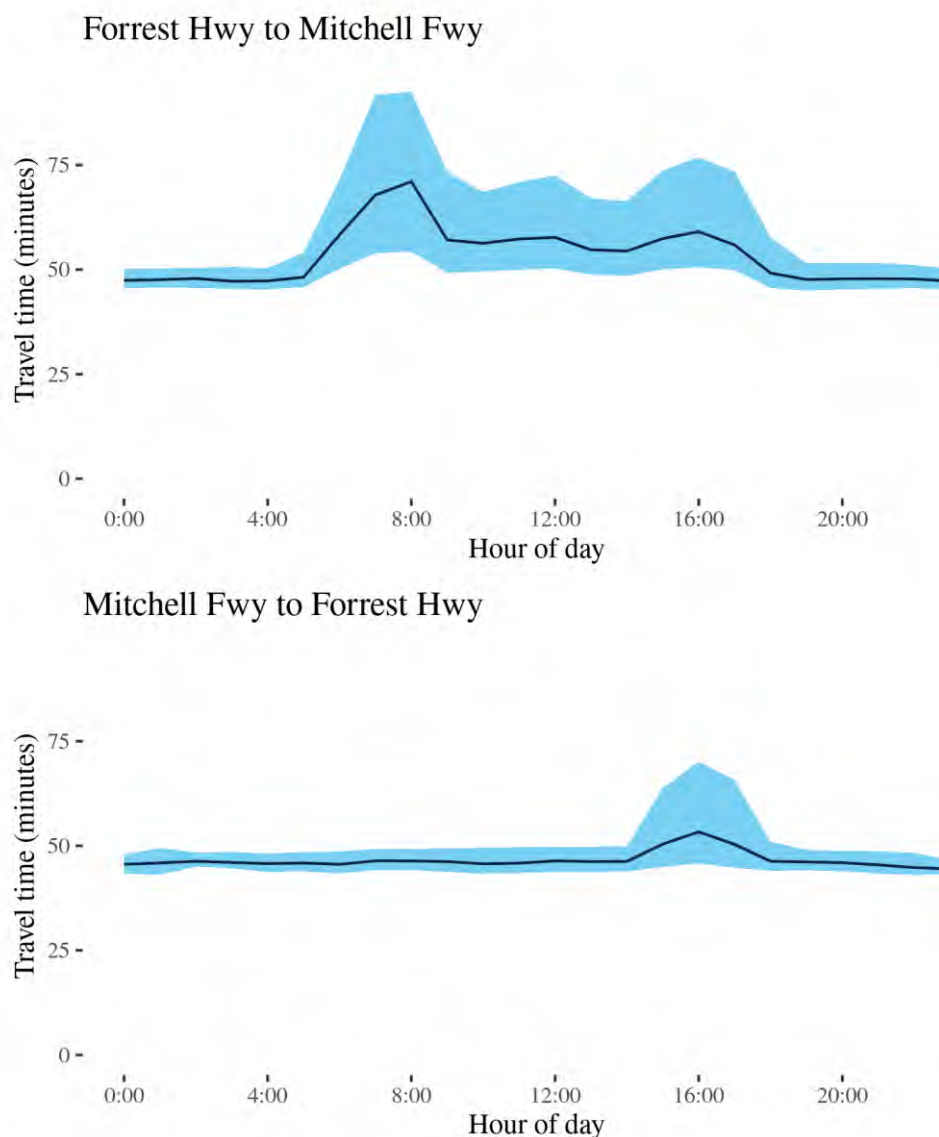 Forrest Hwy to Mitchell Fwy
Travel time (minutes)
75
50
25
0
0:00 4:00 8:00 12:00 16:00 20:00
Hour of day
Mitchell Fwy to Forrest Hwy
Travel time (minutes)
75
50
25
0
0:00 4:00 8:00 12:00 16:00 20:00
Hour of day